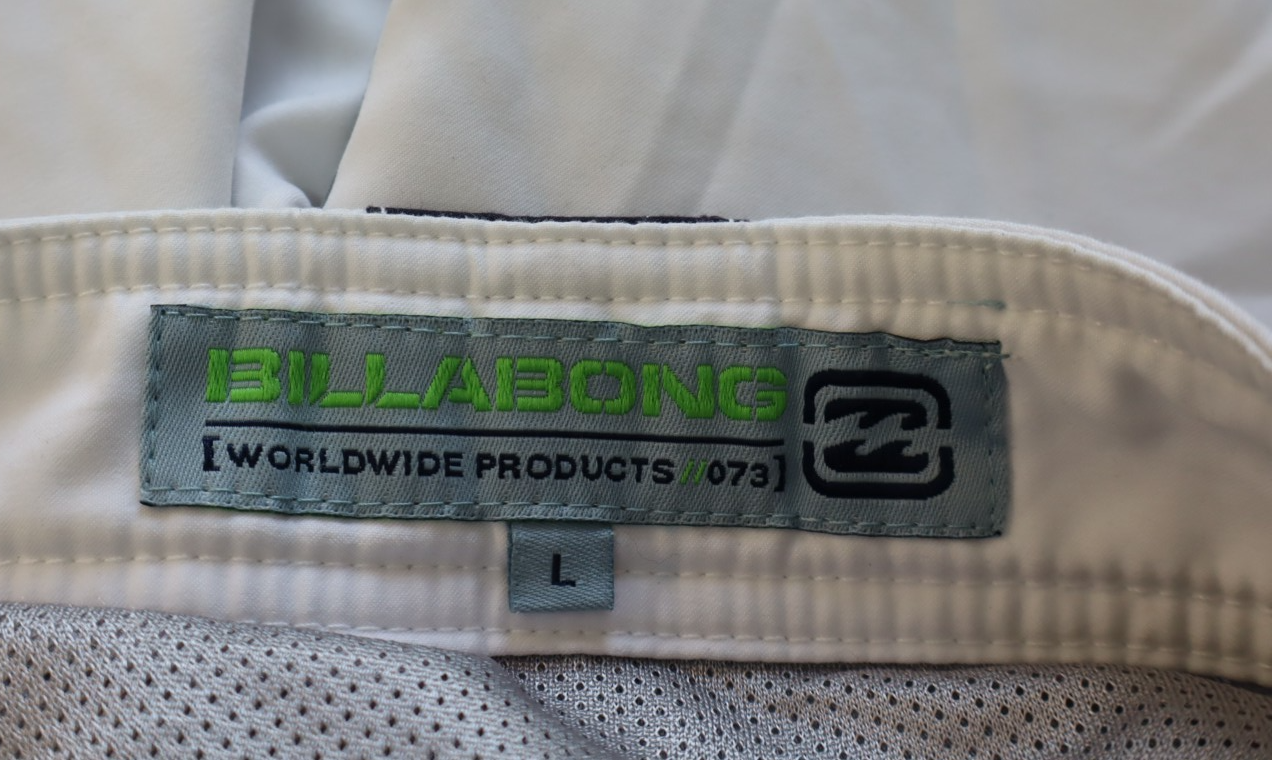 BILLABONG
[WORLDWIDE PRODUCTS//073]
L